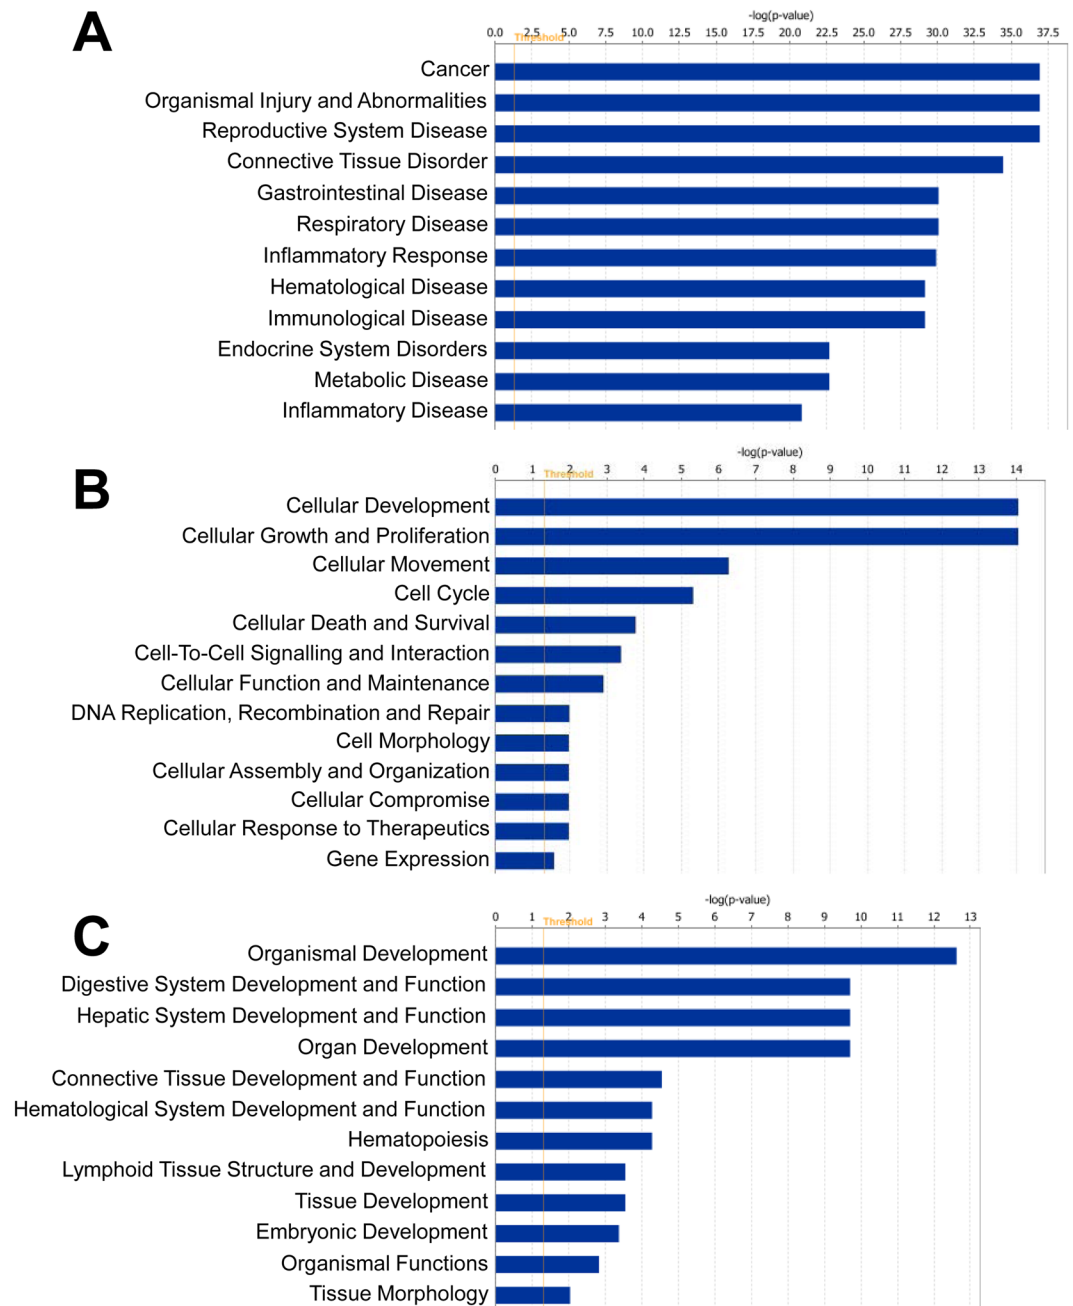 A
-log(p-value)
0.0 2.5 5.0 7.5 10.0 12.5 15.0 17.5 20.0 22.5 25.0 27.5 30.0 32.5 35.0 37.5
Threshold
Cancer
Organismal Injury and Abnormalities
Reproductive System Disease
Connective Tissue Disorder
Gastrointestinal Disease
Respiratory Disease
Inflammatory Response
Hematological Disease
Immunological Disease
Endocrine System Disorders
Metabolic Disease
Inflammatory Disease
B
-log(p-value)
0 1 2 3 4 5 6 7 8 9 10 11 12 13 14
Threshold
Cellular Development
Cellular Growth and Proliferation
Cellular Movement
Cell Cycle
Cellular Death and Survival
Cell-To-Cell Signalling and Interaction
Cellular Function and Maintenance
DNA Replication, Recombination and Repair
Cell Morphology
Cellular Assembly and Organization
Cellular Compromise
Cellular Response to Therapeutics
Gene Expression
C
-log(p-value)
0 1 2 3 4 5 6 7 8 9 10 11 12 13
Threshold
Organismal Development
Digestive System Development and Function
Hepatic System Development and Function
Organ Development
Connective Tissue Development and Function
Hematological System Development and Function
Hematopoiesis
Lymphoid Tissue Structure and Development
Tissue Development
Embryonic Development
Organismal Functions
Tissue Morphology